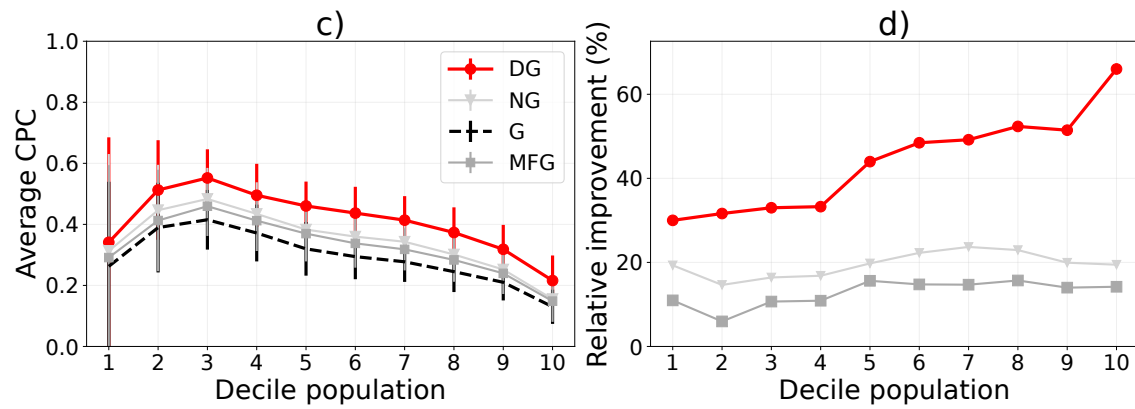 c)
Average CPC
1.0
0.8
0.6
0.4
0.2
0.0
DG
NG
G
MFG
1 2 3 4 5 6 7 8 9 10
Decile population
d)
Relative improvement (%)
60
40
20
0
1 2 3 4 5 6 7 8 9 10
Decile population